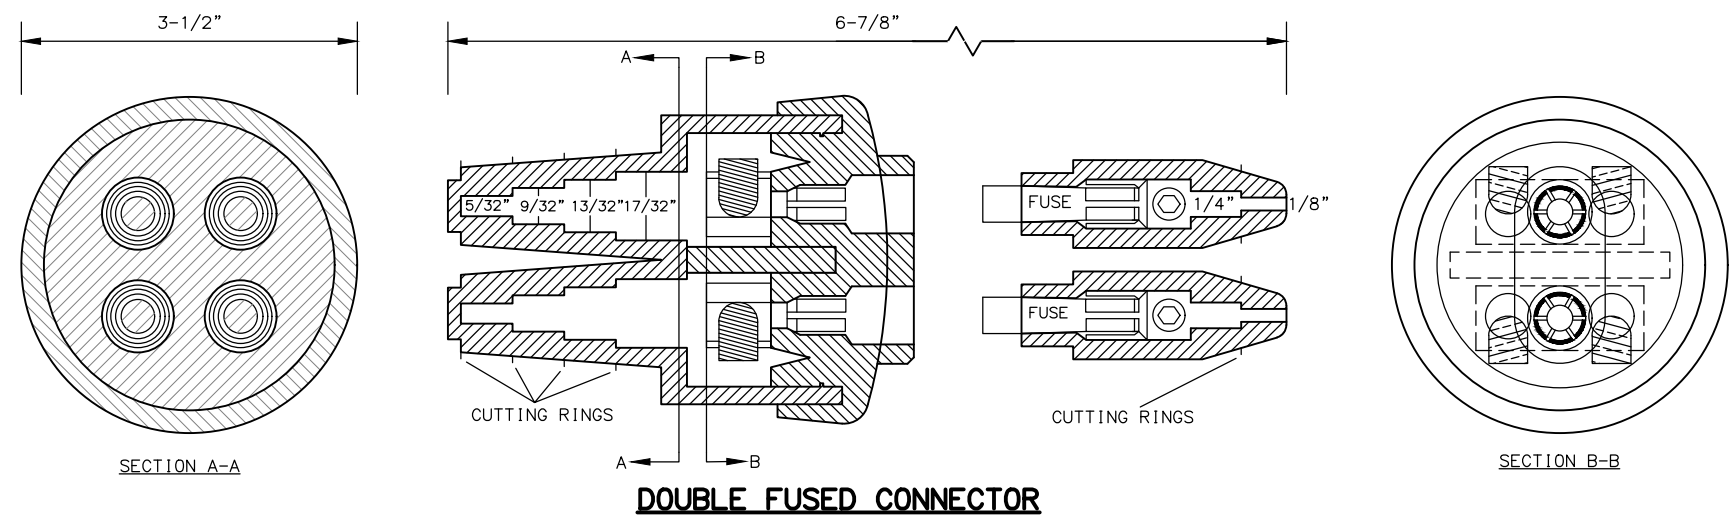 3-1/2"
6-7/8"
A
B
5/32" 9/32" 13/32" 17/32"
FUSE
1/4"
1/8"
FUSE
CUTTING RINGS
CUTTING RINGS
A
B
SECTION A-A
SECTION B-B
DOUBLE FUSED CONNECTOR